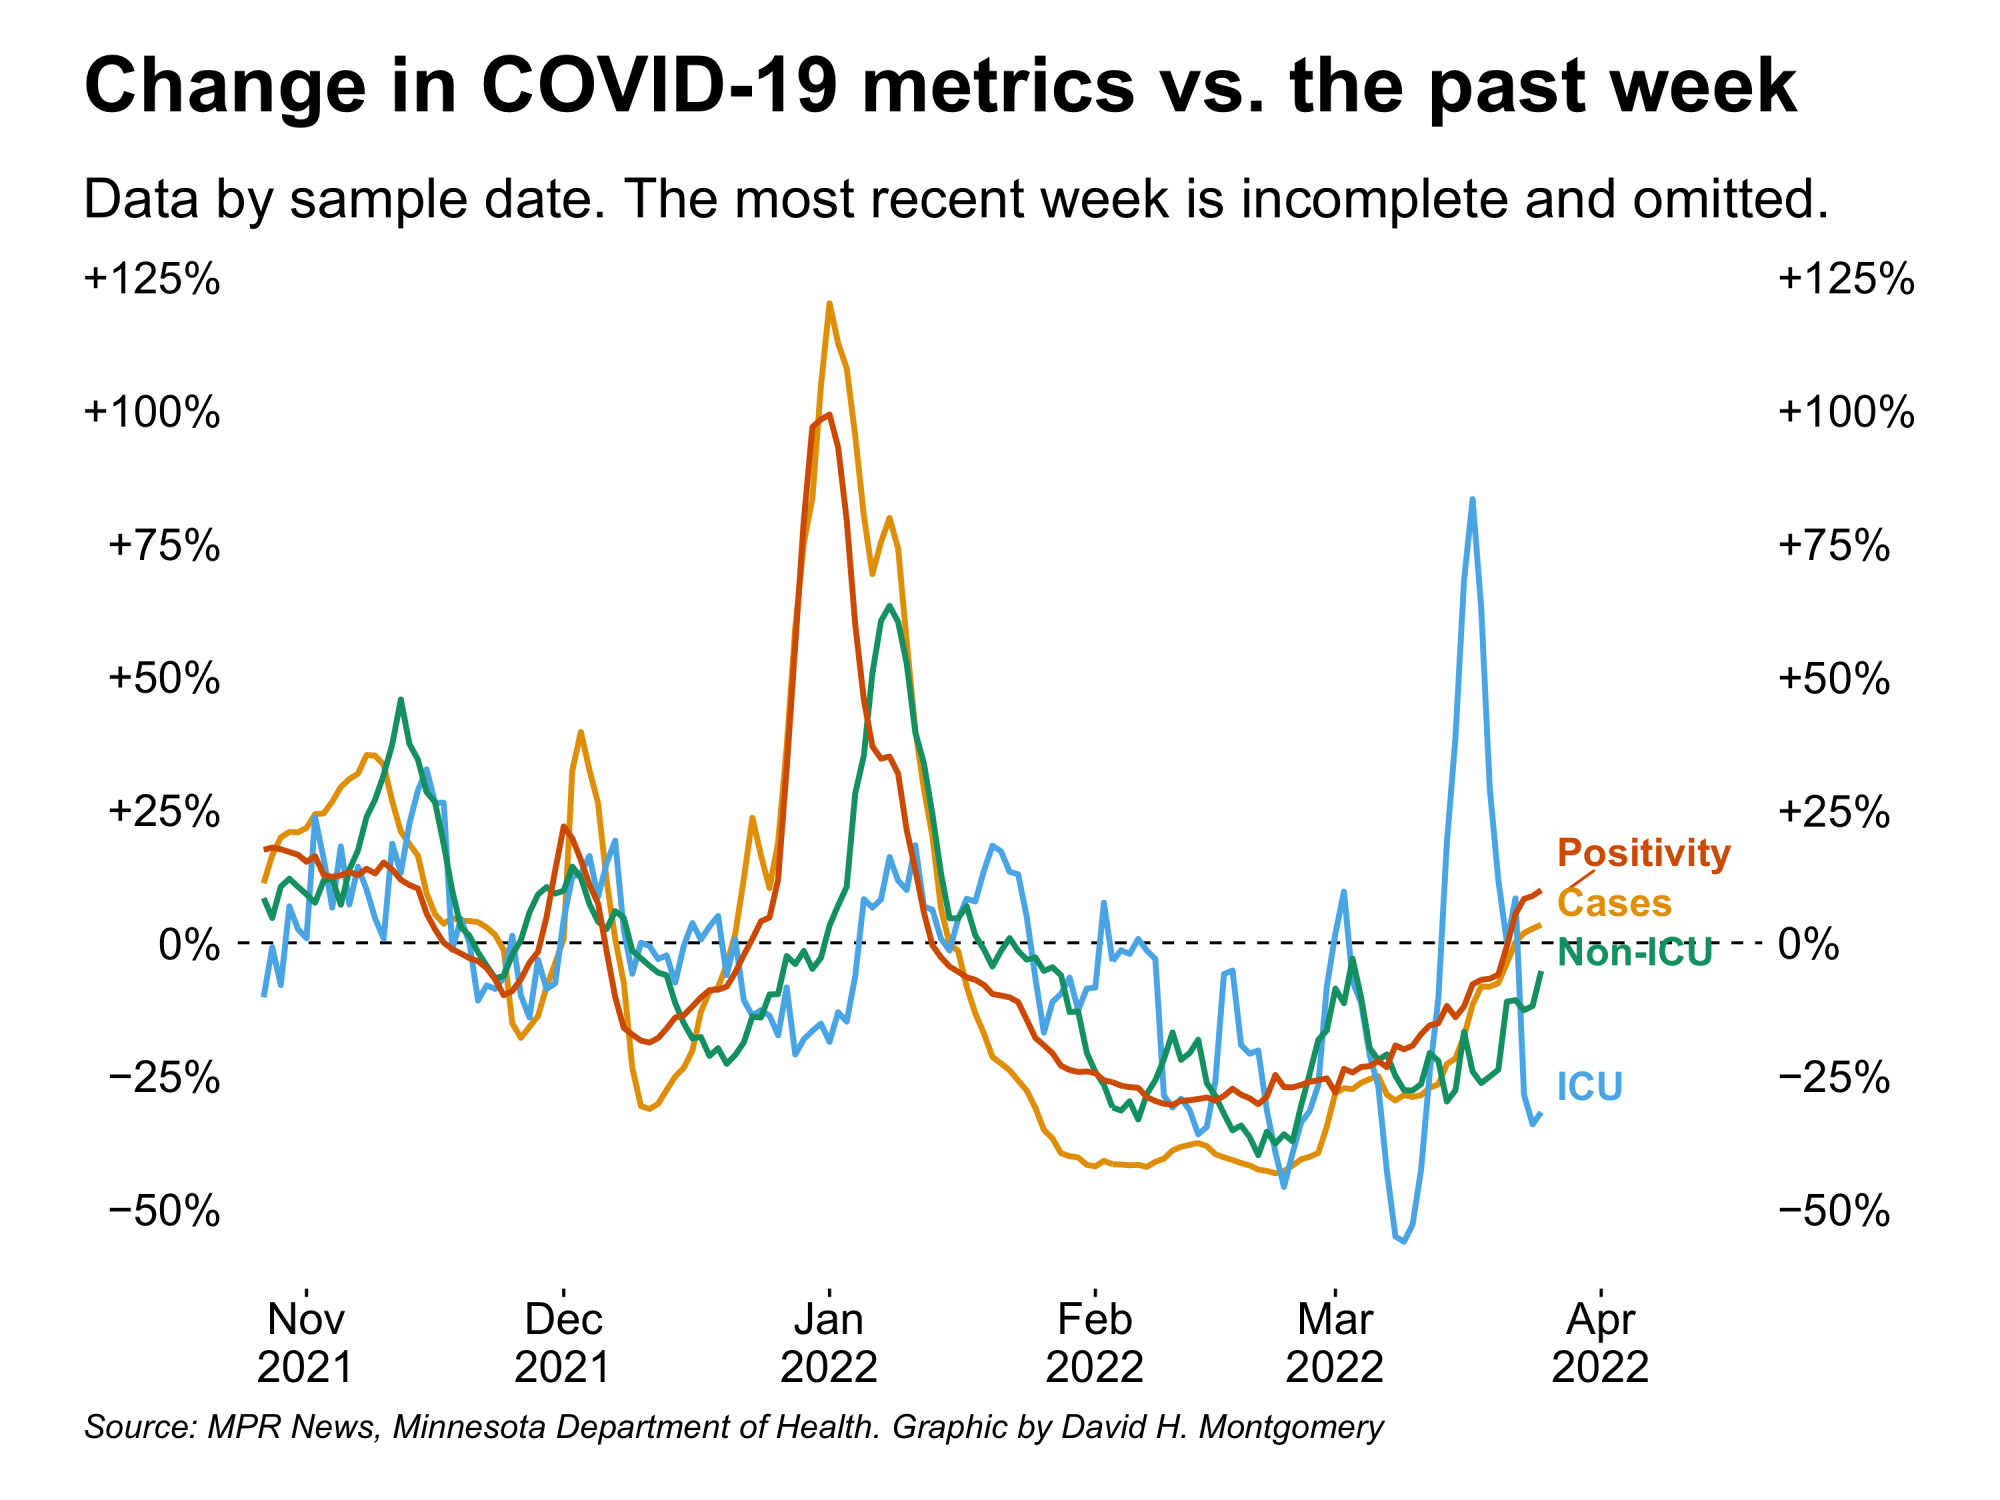 Change in COVID-19 metrics vs. the past week
Data by sample date. The most recent week is incomplete and omitted.
+125% +125%
+100% +100%
+75% +75%
+50% +50%
+25% +25%
Positivity
Cases
0% 0%
Non-ICU
−25% −25%
ICU
−50% −50%
Nov Dec Jan Feb Mar Apr
2021 2021 2022 2022 2022 2022
Source: MPR News, Minnesota Department of Health. Graphic by David H. Montgomery